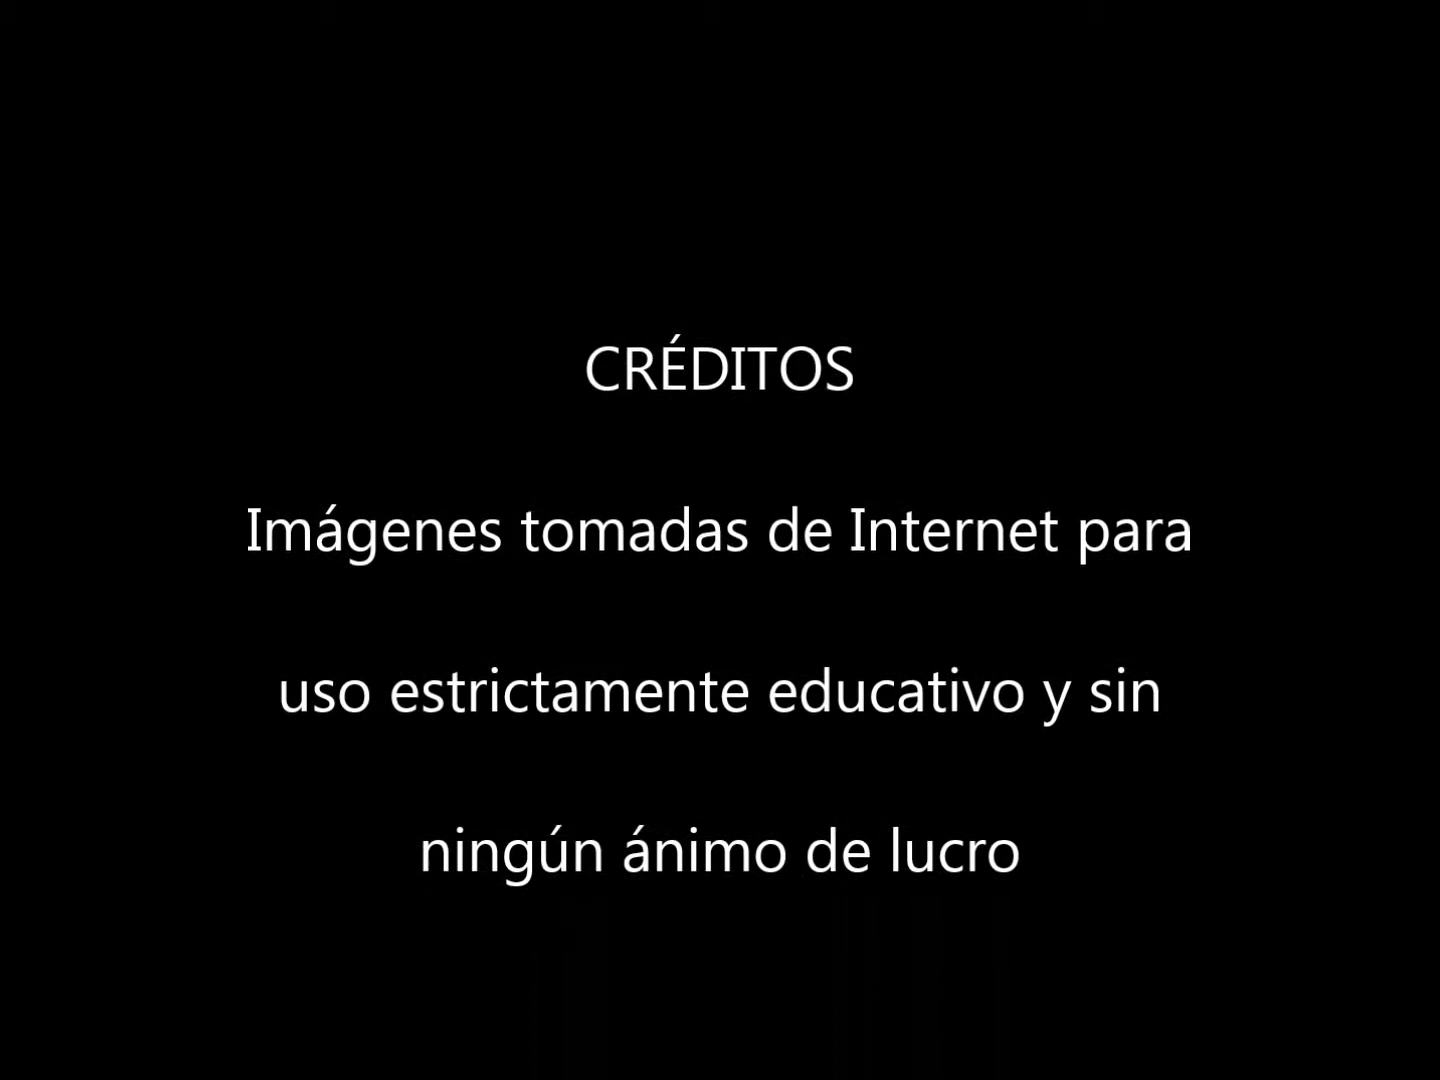 CRÉDITOS
Imágenes tomadas de Internet para
uso estrictamente educativo y sin
ningún ánimo de lucro